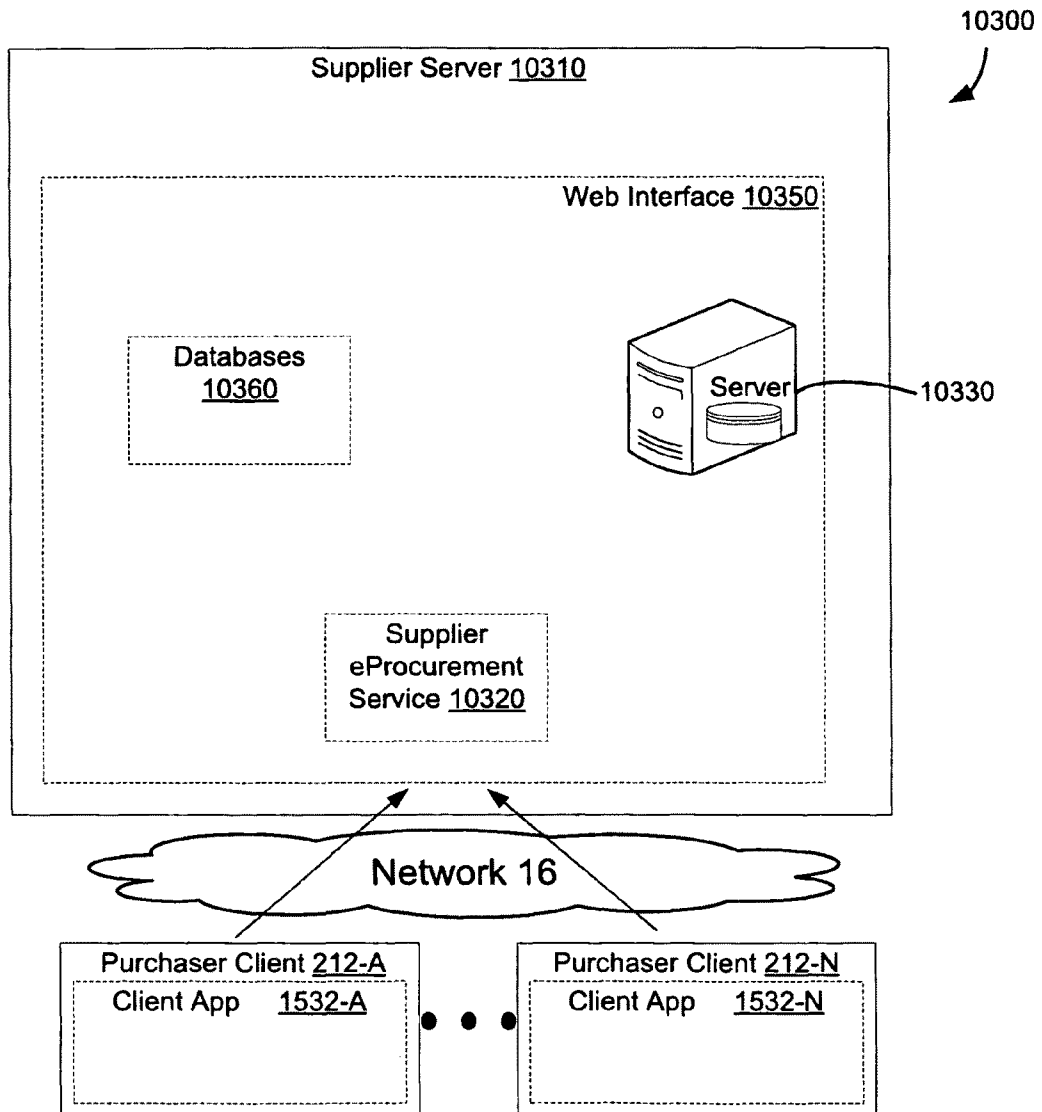 10300
Supplier Server 10310
Web Interface 10350
Databases
10360
Server
10330
Supplier
eProcurement
Service 10320
Network 16
Purchaser Client 212-A
Client App 1532-A
Purchaser Client 212-N
Client App 1532-N